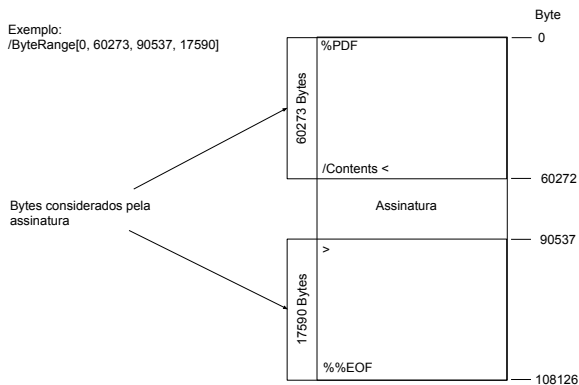 Exemplo:
/ByteRange[0, 60273, 90537, 17590]
Byte
0
%PDF
60273 Bytes
/Contents <
60272
Bytes considerados pela
assinatura
Assinatura
90537
>
17590 Bytes
%%EOF
108126